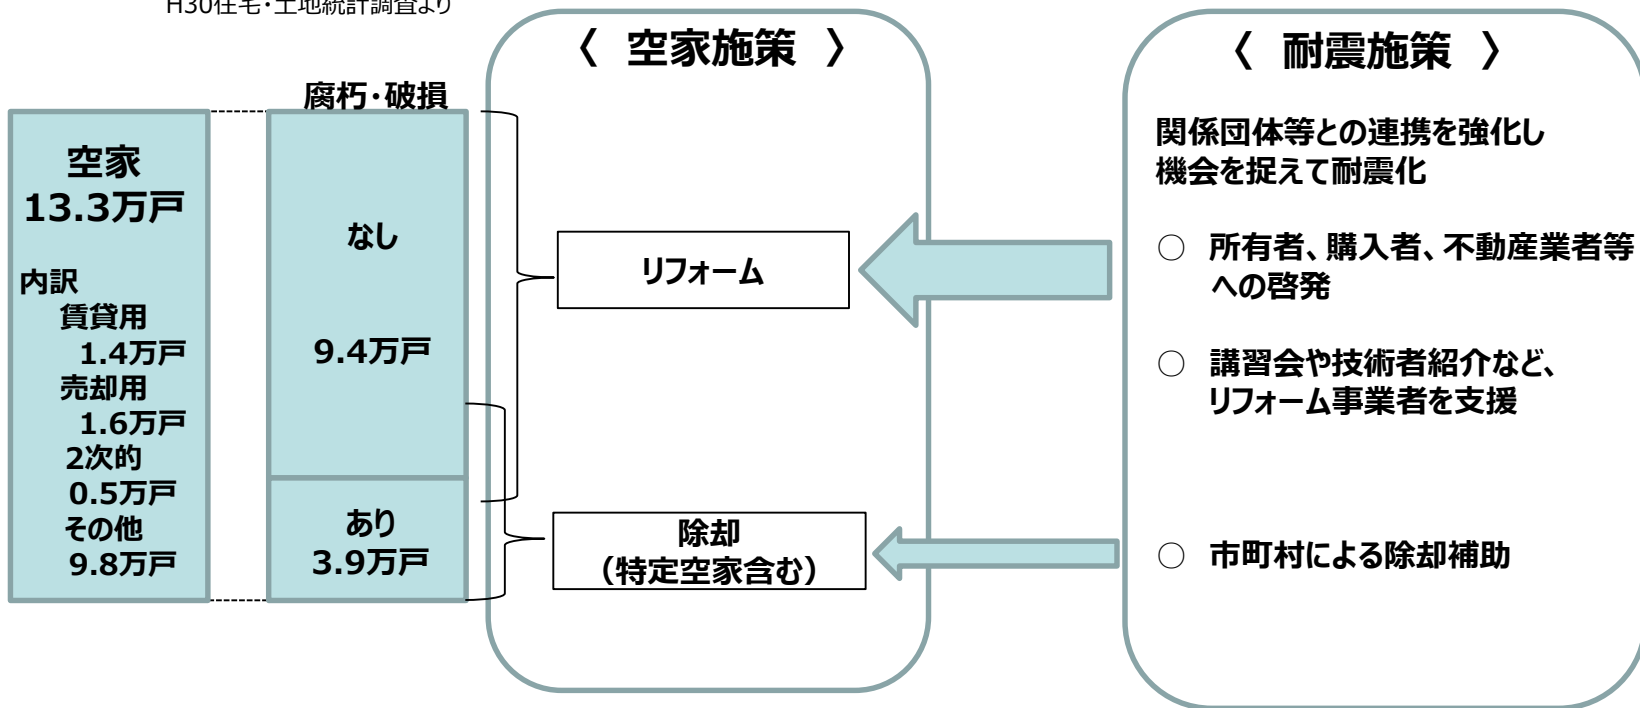 H30住宅・土地統計調査より
空家
13.3万戸
内訳
賃貸用
1.4万戸
売却用
1.6万戸
2次的
0.5万戸
その他
9.8万戸
腐朽・破損
なし
9.4万戸
あり
3.9万戸
〈 空家施策 〉
リフォーム
除却
（特定空家含む）
〈 耐震施策 〉
関係団体等との連携を強化し
機会を捉えて耐震化
○ 所有者、購入者、不動産業者等
への啓発
○ 講習会や技術者紹介など、
リフォーム事業者を支援
○ 市町村による除却補助